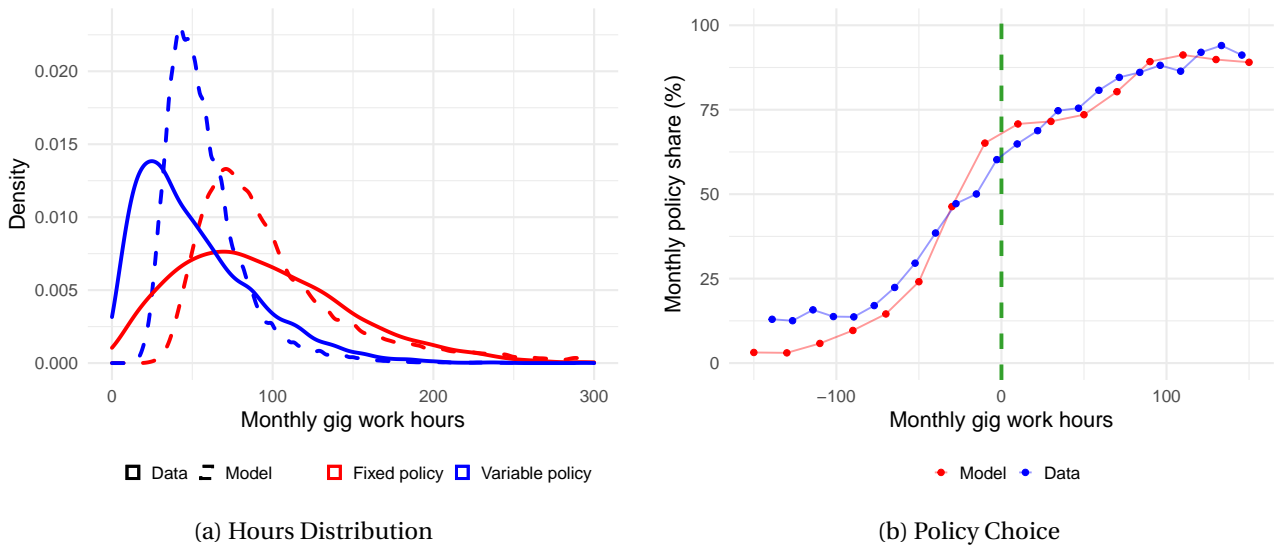 0.020
0.015
0.010
0.005
0.000
Density
0 100 200 300
Monthly gig work hours
Data Model Fixed policy Variable policy
(a) Hours Distribution
100
75
50
25
0
Monthly policy share (%)
−100 0 100
Monthly gig work hours
Model Data
(b) Policy Choice